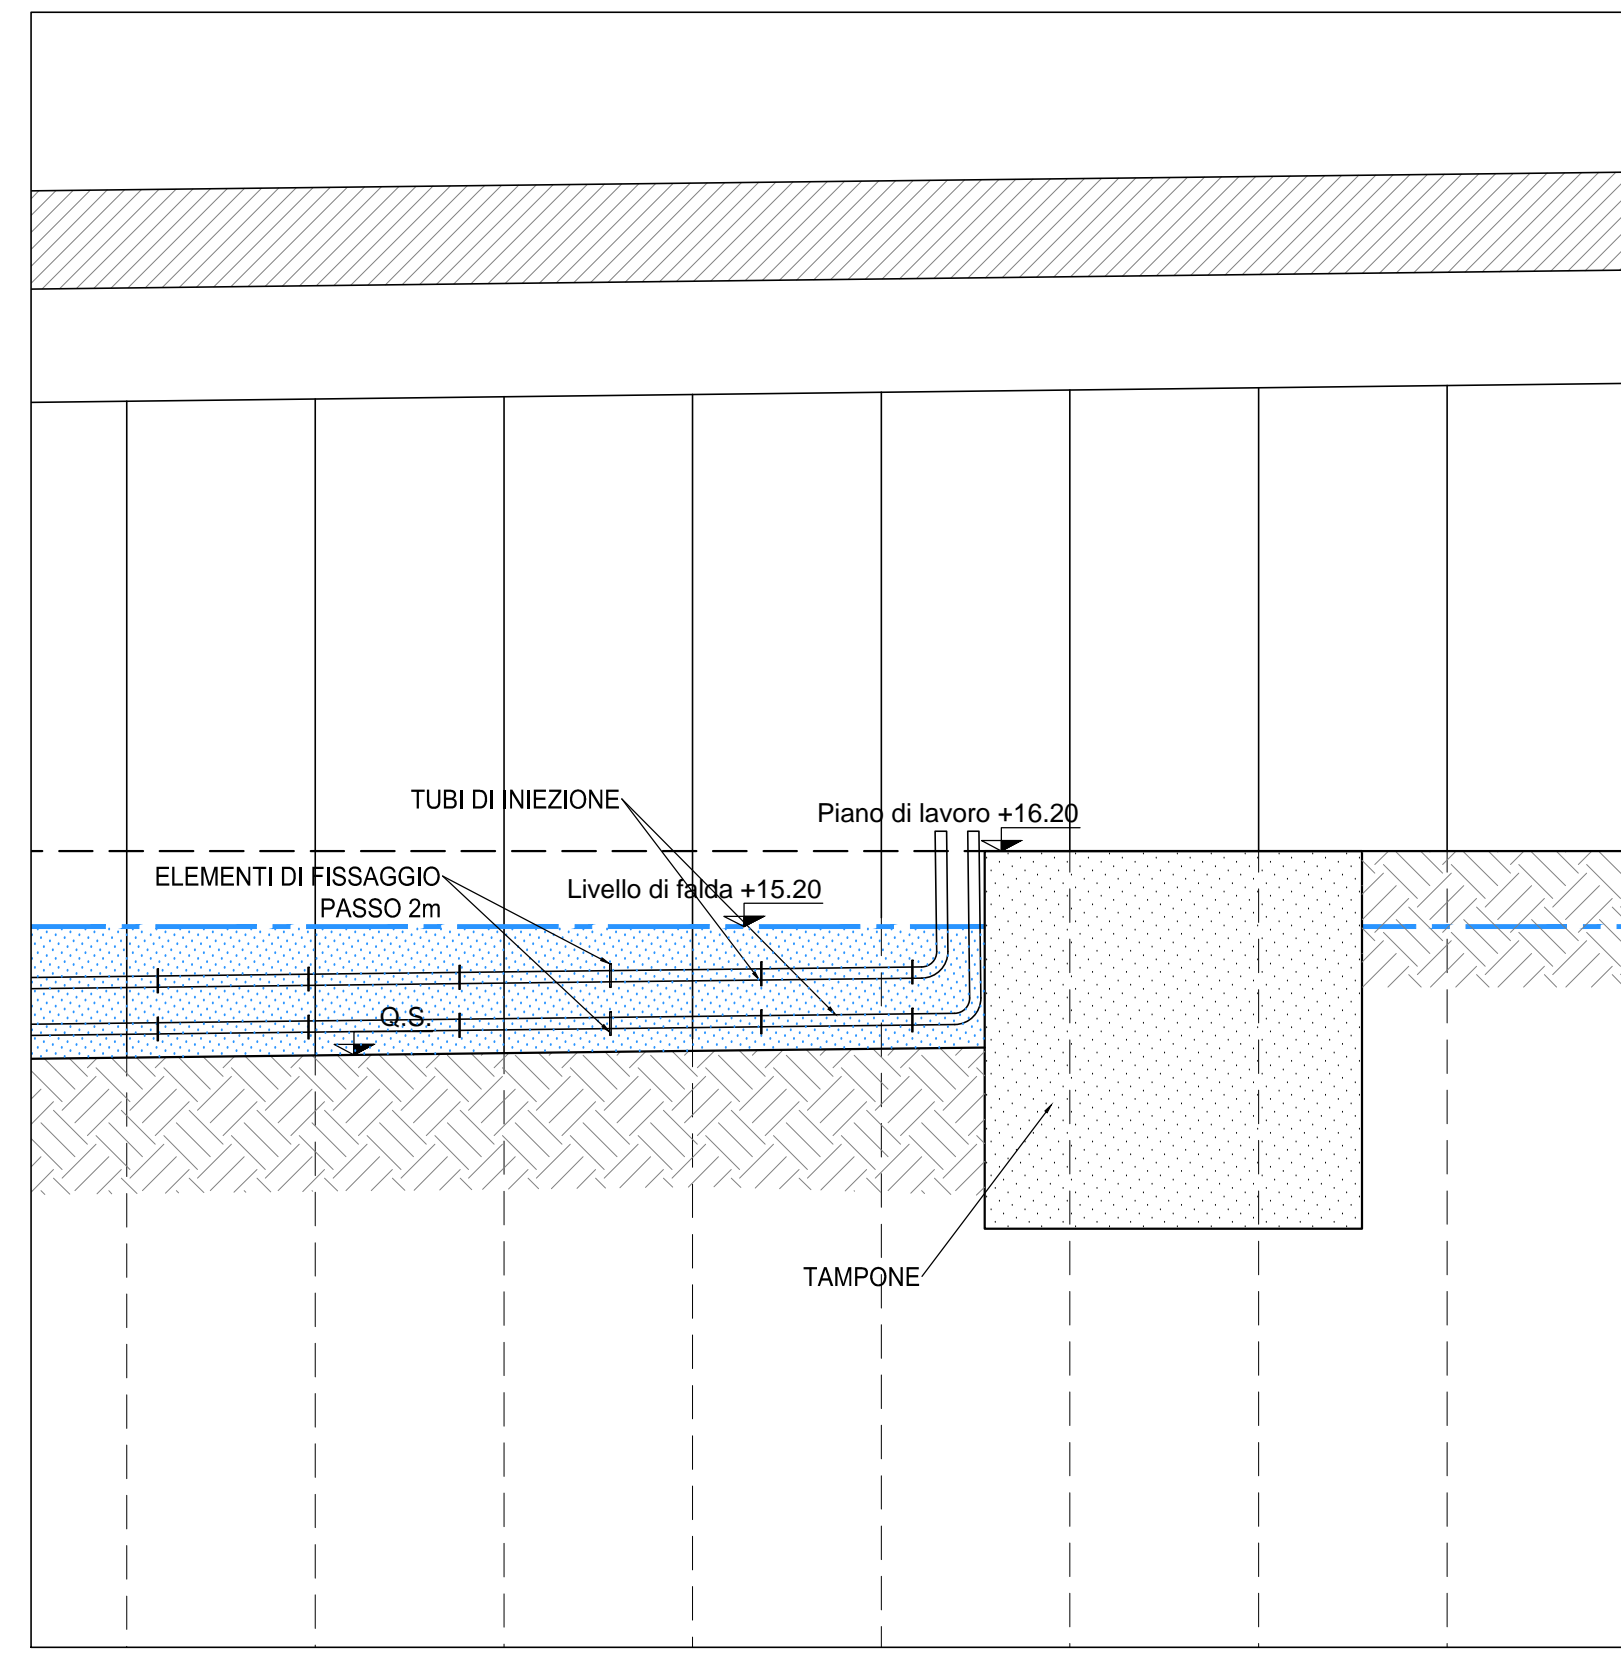 TUBI DI INIEZIONE
Piano di lavoro +16.20
ELEMENTI DI FISSAGGIO
PASSO 2m
Livello di falda +15.20
Q.S.
TAMPONE